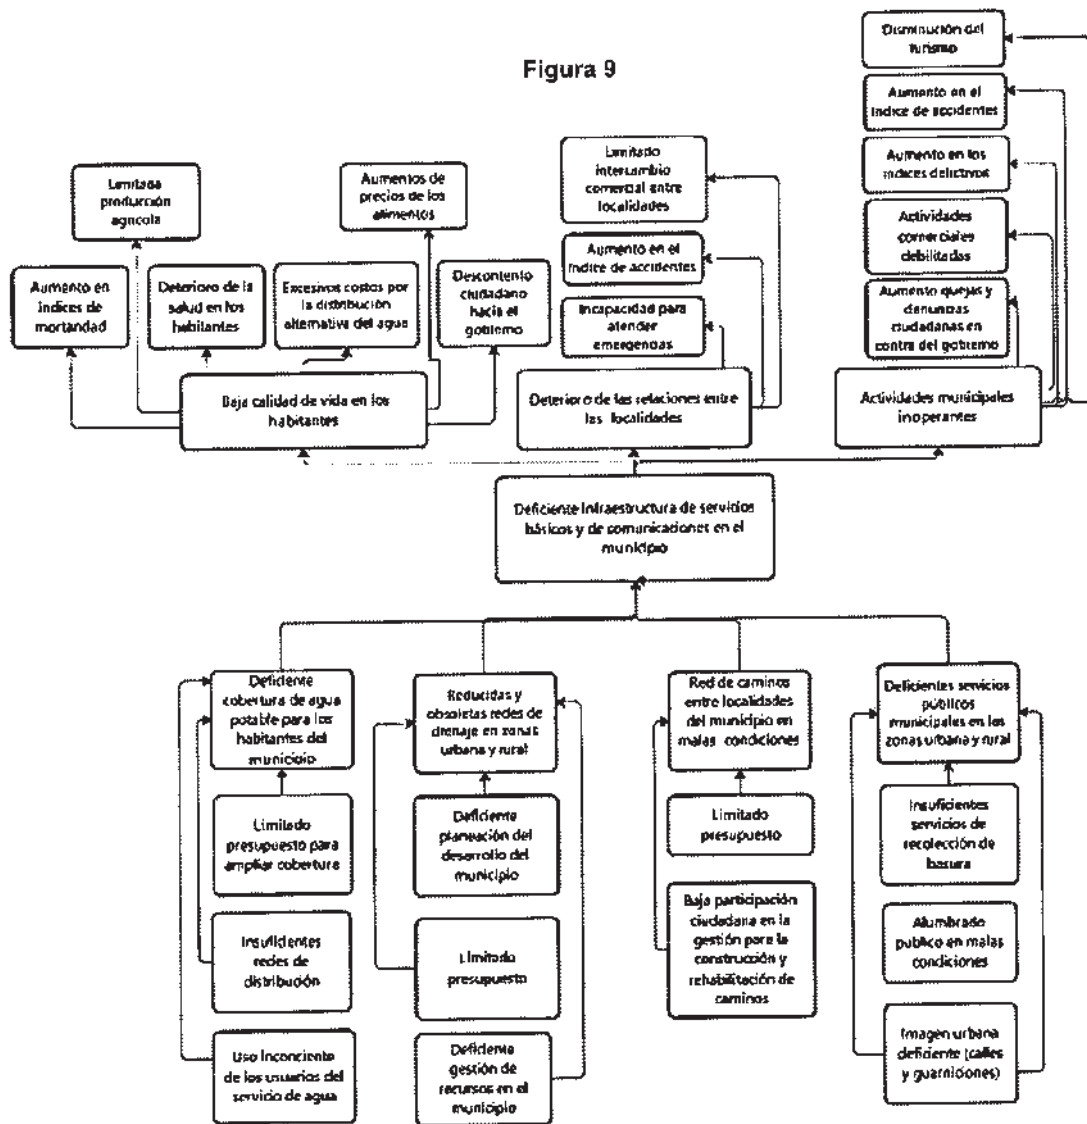 Figura 9
Disminución del
turismo
Aumento en el
índice de accidentes
Aumento en los
índices delictivos
Actividades
comerciales
debilitadas
Aumento quejas y
denuncias
ciudadanas en
contra del gobierno
Limitado
intercambio
comercial entre
localidades
Aumento en el
índice de accidentes
Incapacidad para
atender
emergencias
Limitada
producción
agrícola
Aumentos de
precios de los
alimentos
Aumento en
índices de
mortandad
Deterioro de la
salud en los
habitantes
Excesivos costos por
la distribución
alternativa del agua
Descontento
ciudadano
hacia el
gobierno
Baja calidad de vida en los
habitantes
Deterioro de las relaciones entre
las localidades
Actividades municipales
inoperantes
Deficiente infraestructura de servicios
básicos y de comunicaciones en el
municipio
Deficiente
cobertura de agua
potable para los
habitantes del
municipio
Limitado
presupuesto para
ampliar cobertura
Insuficientes
redes de
distribución
Uso inconciente
de los usuarios del
servicio de agua
Reducidas y
obsoletas redes de
drenaje en zonas
urbana y rural
Deficiente
planeación del
desarrollo del
municipio
Limitado
presupuesto
Deficiente
gestión de
recursos en el
municipio
Red de caminos
entre localidades
del municipio en
malas condiciones
Limitado
presupuesto
Baja participación
ciudadana en la
gestión para la
construcción y
rehabilitación de
caminos
Deficientes servicios
públicos
municipales en las
zonas urbana y rural
Insuficientes
servicios de
recolección de
basura
Alumbrado
público en malas
condiciones
Imagen urbana
deficiente (calles
y guarniciones)